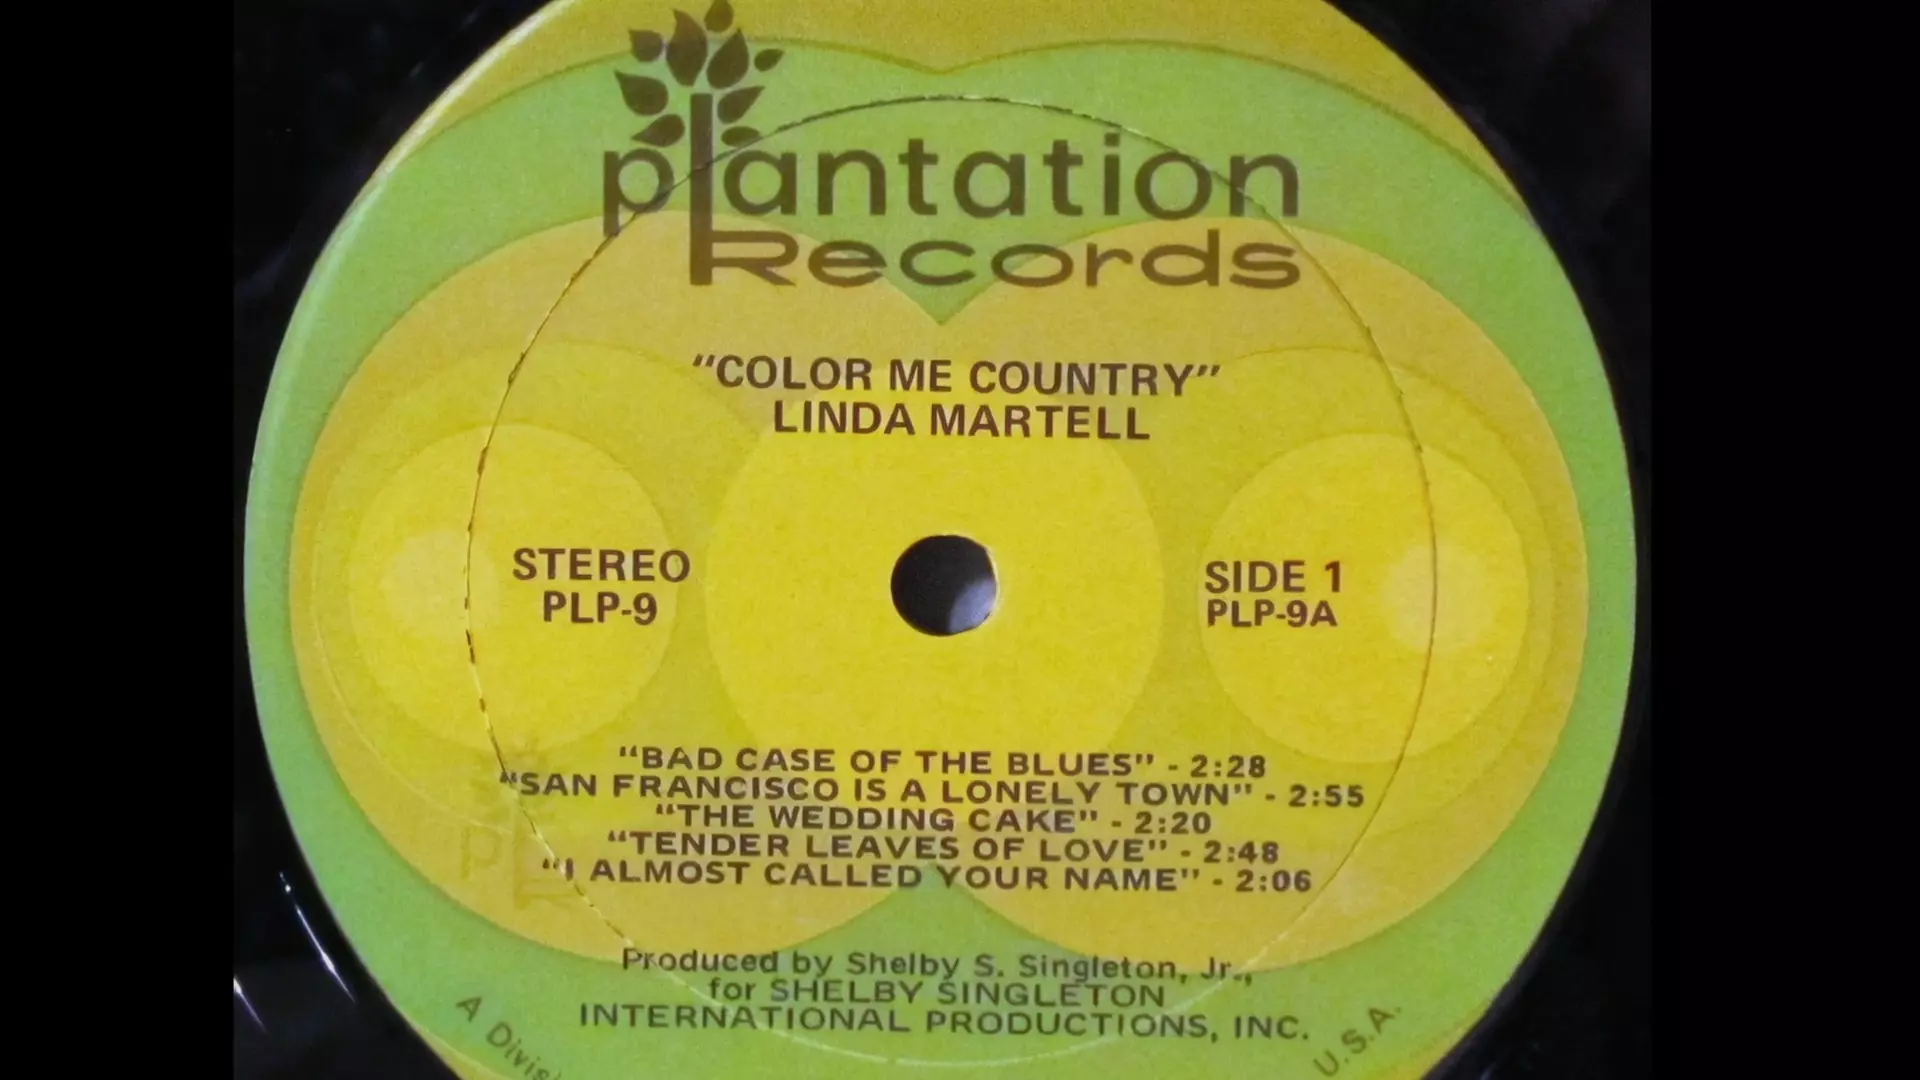 plantation
Records
"COLOR ME COUNTRY"
LINDA MARTELL
STEREO
PLP-9
SIDE 1
PLP-9A
"BAD CASE OF THE BLUES" - 2:28
"SAN FRANCISCO IS A LONELY TOWN" - 2:55
"THE WEDDING CAKE" - 2:20
"TENDER LEAVES OF LOVE" - 2:48
"I ALMOST CALLED YOUR NAME" - 2:06
Produced by Shelby S. Singleton, Jr.,
for SHELBY SINGLETON
INTERNATIONAL PRODUCTIONS, INC.
A
U.S.A.